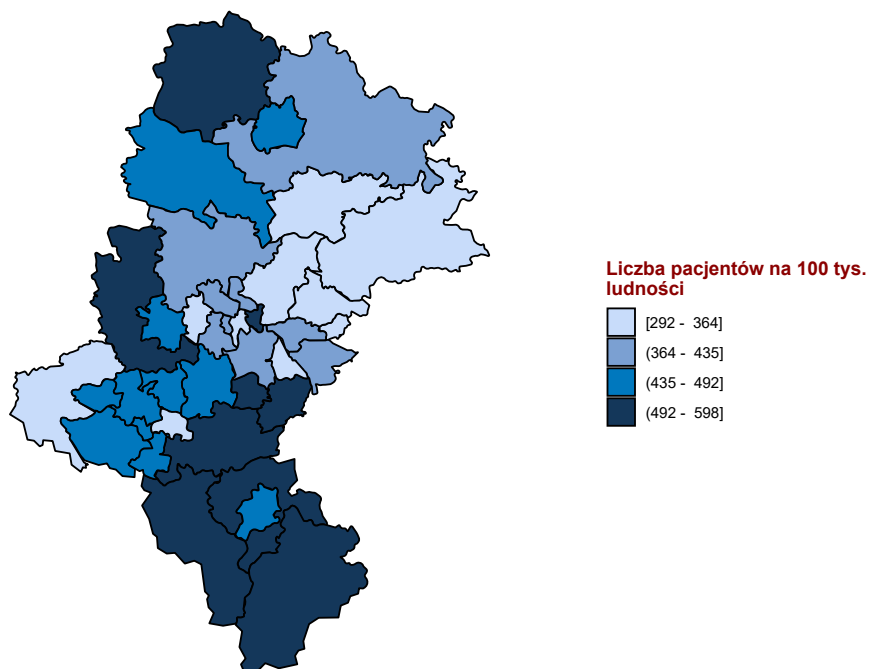 Liczba pacjentów na 100 tys.
ludności
[292 - 364]
(364 - 435]
(435 - 492]
(492 - 598]